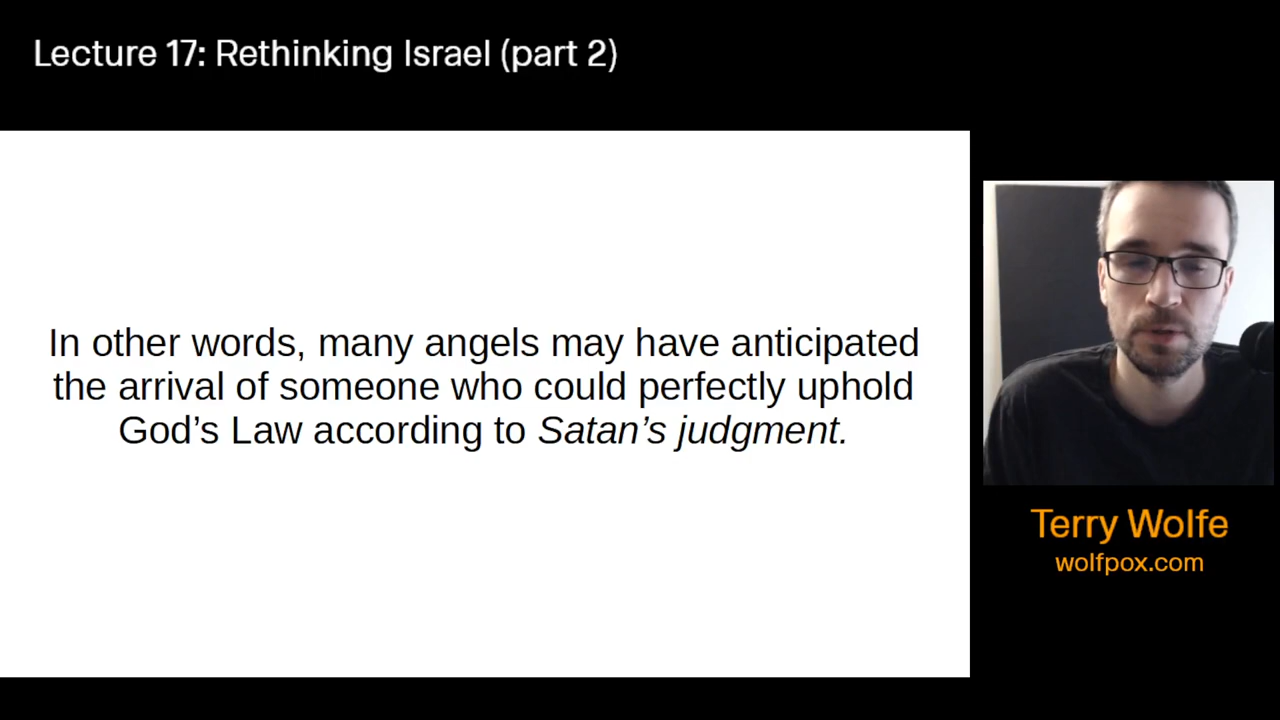 Lecture 17: Rethinking Israel (part 2)
In other words, many angels may have anticipated
the arrival of someone who could perfectly uphold
God’s Law according to Satan’s judgment.
Terry Wolfe
wolfpox.com